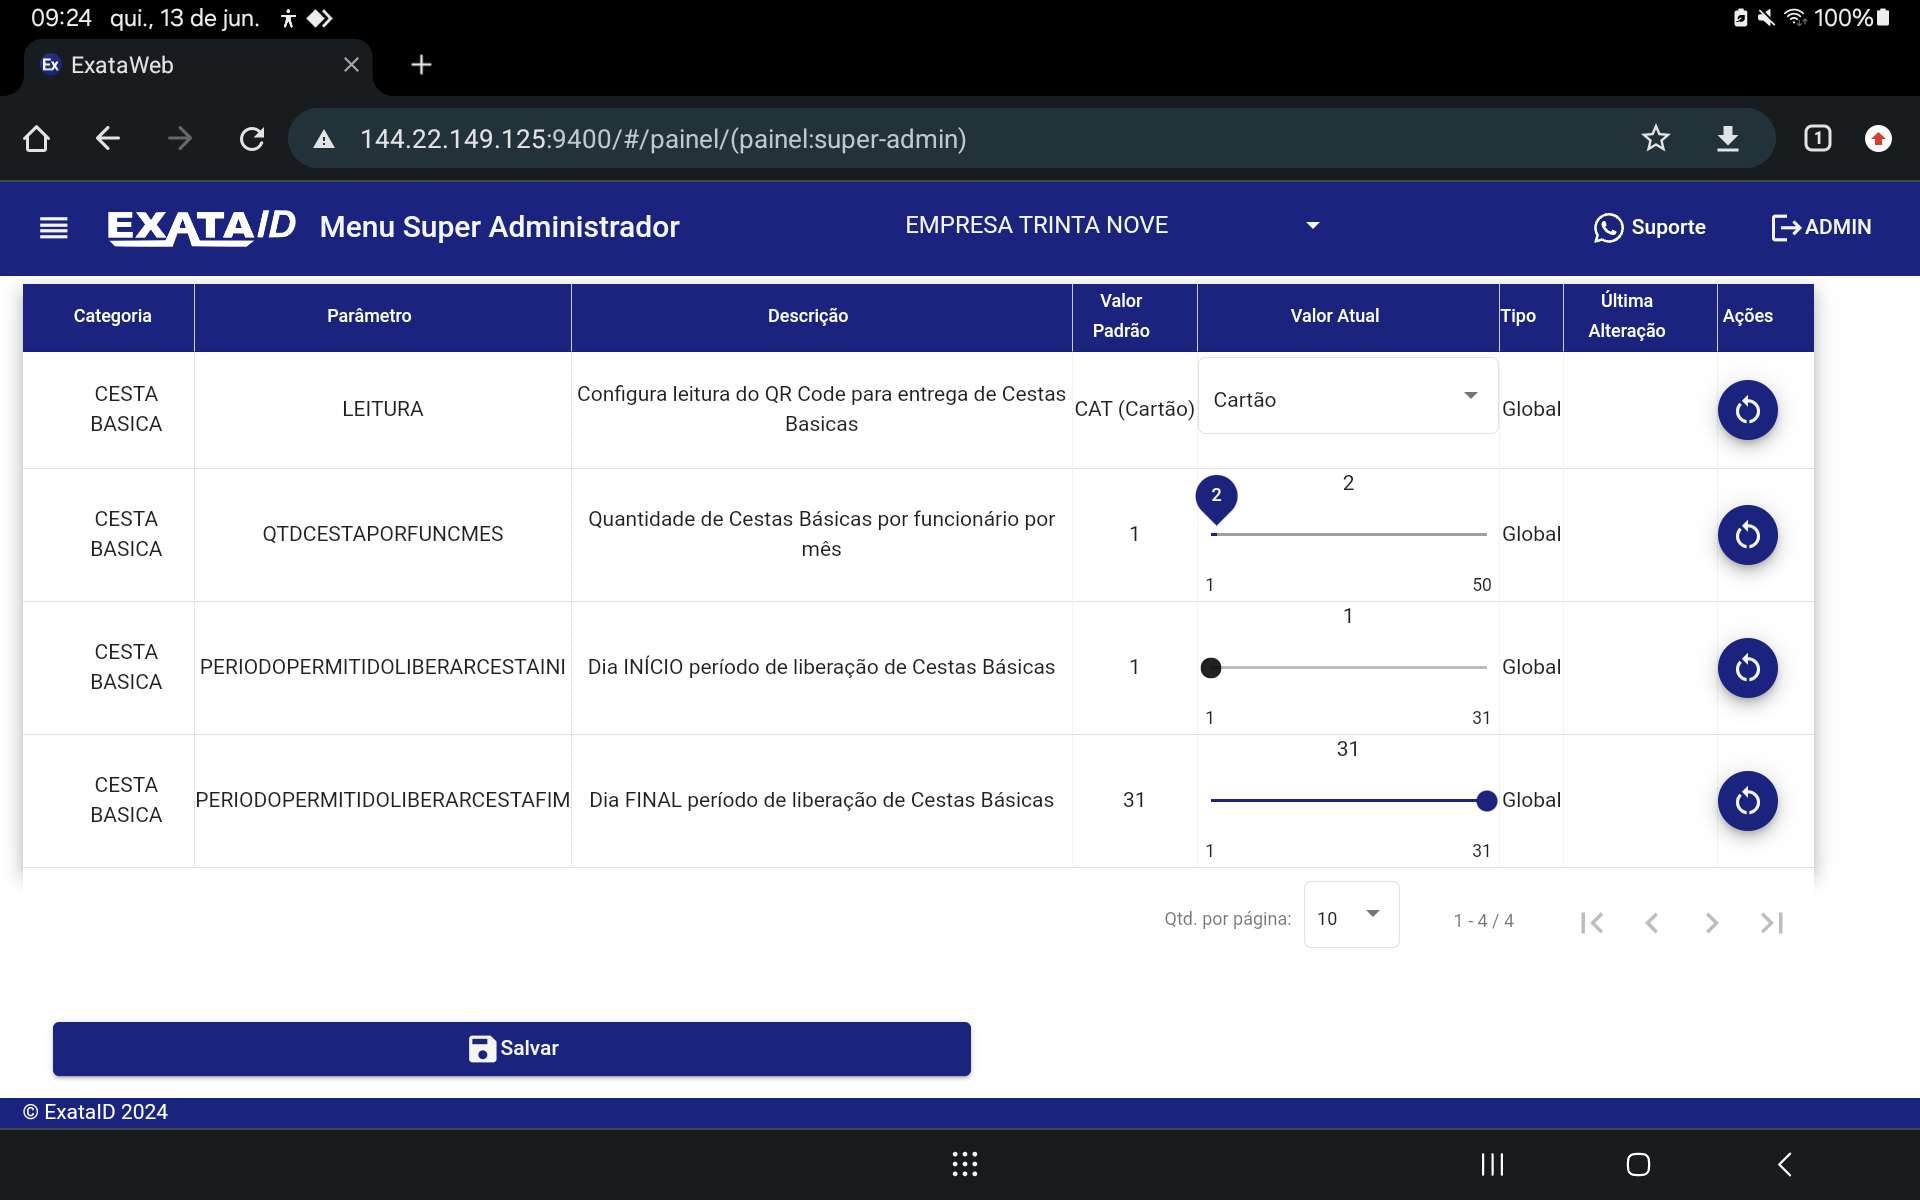 09:24 qui., 13 de jun.
100%
Ex ExataWeb
144.22.149.125:9400/#/painel/(painel:super-admin)
1
EXATAID Menu Super Administrador
EMPRESA TRINTA NOVE
Suporte
ADMIN
Categoria
Parâmetro
Descrição
Valor
Padrão
Valor Atual
Tipo
Última
Alteração
Ações
CESTA
BASICA
LEITURA
Configura leitura do QR Code para entrega de Cestas
Basicas
CAT (Cartão)
Cartão
Global
CESTA
BASICA
QTDCESTAPORFUNCMES
Quantidade de Cestas Básicas por funcionário por
mês
1
2
2
1
50
Global
CESTA
BASICA
PERIODOPERMITIDOLIBERARCESTAINI
Dia INÍCIO período de liberação de Cestas Básicas
1
1
1
31
Global
CESTA
BASICA
PERIODOPERMITIDOLIBERARCESTAFIM
Dia FINAL período de liberação de Cestas Básicas
31
31
1
31
Global
Qtd. por página: 10
1 - 4 / 4
Salvar
© ExataID 2024